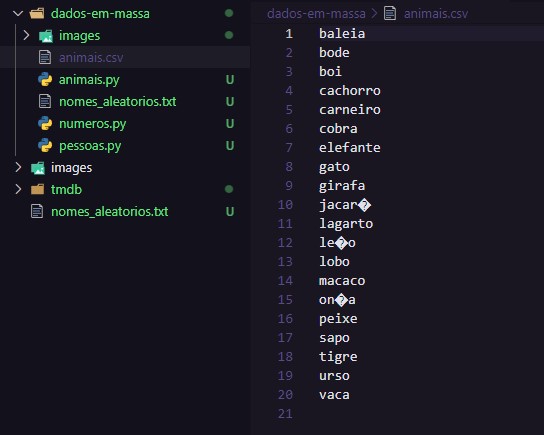 dados-em-massa
images
animais.csv
animais.py U
nomes_aleatorios.txt U
numeros.py U
pessoas.py U
images
tmdb
nomes_aleatorios.txt U
dados-em-massa > animais.csv
1 baleia
2 bode
3 boi
4 cachorro
5 carneiro
6 cobra
7 elefante
8 gato
9 girafa
10 jacar�
11 lagarto
12 le�o
13 lobo
14 macaco
15 on�a
16 peixe
17 sapo
18 tigre
19 urso
20 vaca
21